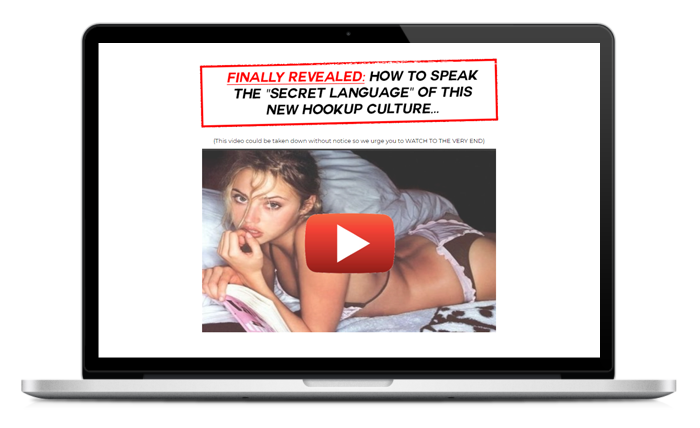 FINALLY REVEALED: HOW TO SPEAK
THE "SECRET LANGUAGE" OF THIS
NEW HOOKUP CULTURE...
(This video could be taken down without notice so we urge you to WATCH TO THE VERY END)